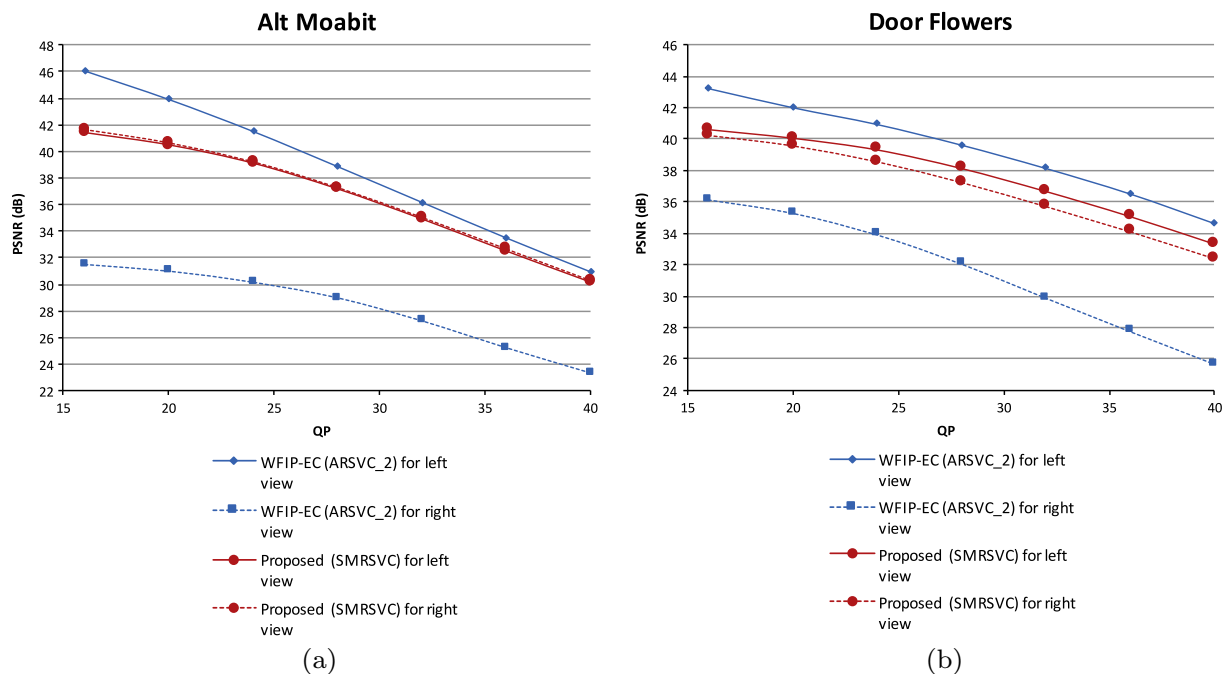 Alt Moabit
48
46
44
42
40
38
36
34
32
30
28
26
24
22
PSNR (dB)
15 20 25 30 35 40
QP
WFIP-EC (ARSVC_2) for left
view
WFIP-EC (ARSVC_2) for right
view
Proposed (SMRSVC) for left
view
Proposed (SMRSVC) for right
view
(a)
Door Flowers
46
44
42
40
38
36
34
32
30
28
26
24
PSNR (dB)
15 20 25 30 35 40
QP
WFIP-EC (ARSVC_2) for left
view
WFIP-EC (ARSVC_2) for right
view
Proposed (SMRSVC) for left
view
Proposed (SMRSVC) for right
view
(b)